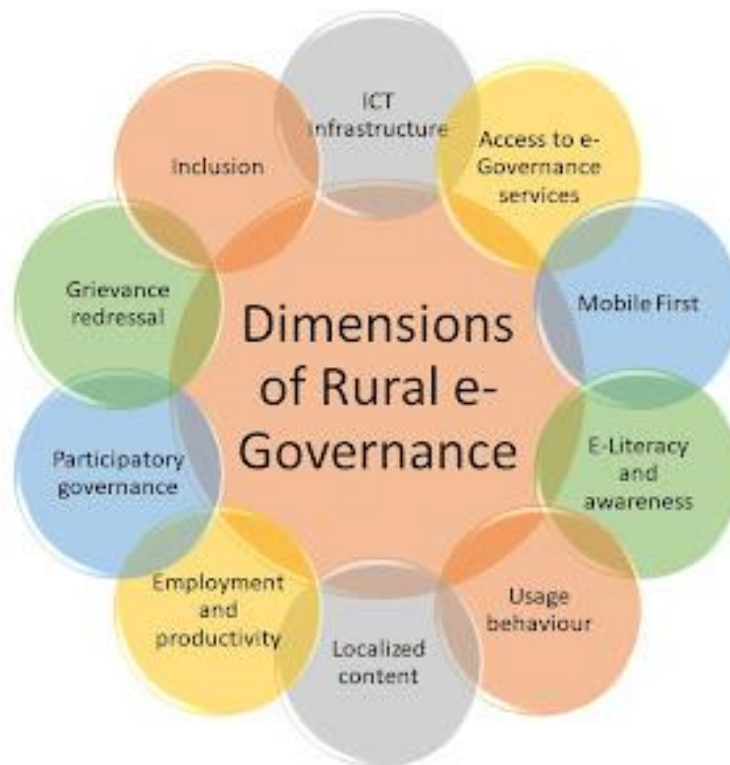 ICT
infrastructure
Access to e-
Governance
services
Mobile First
E-Literacy
and
awareness
Usage
behaviour
Localized
content
Employment
and
productivity
Participatory
governance
Grievance
redressal
Inclusion
Dimensions
of Rural e-
Governance